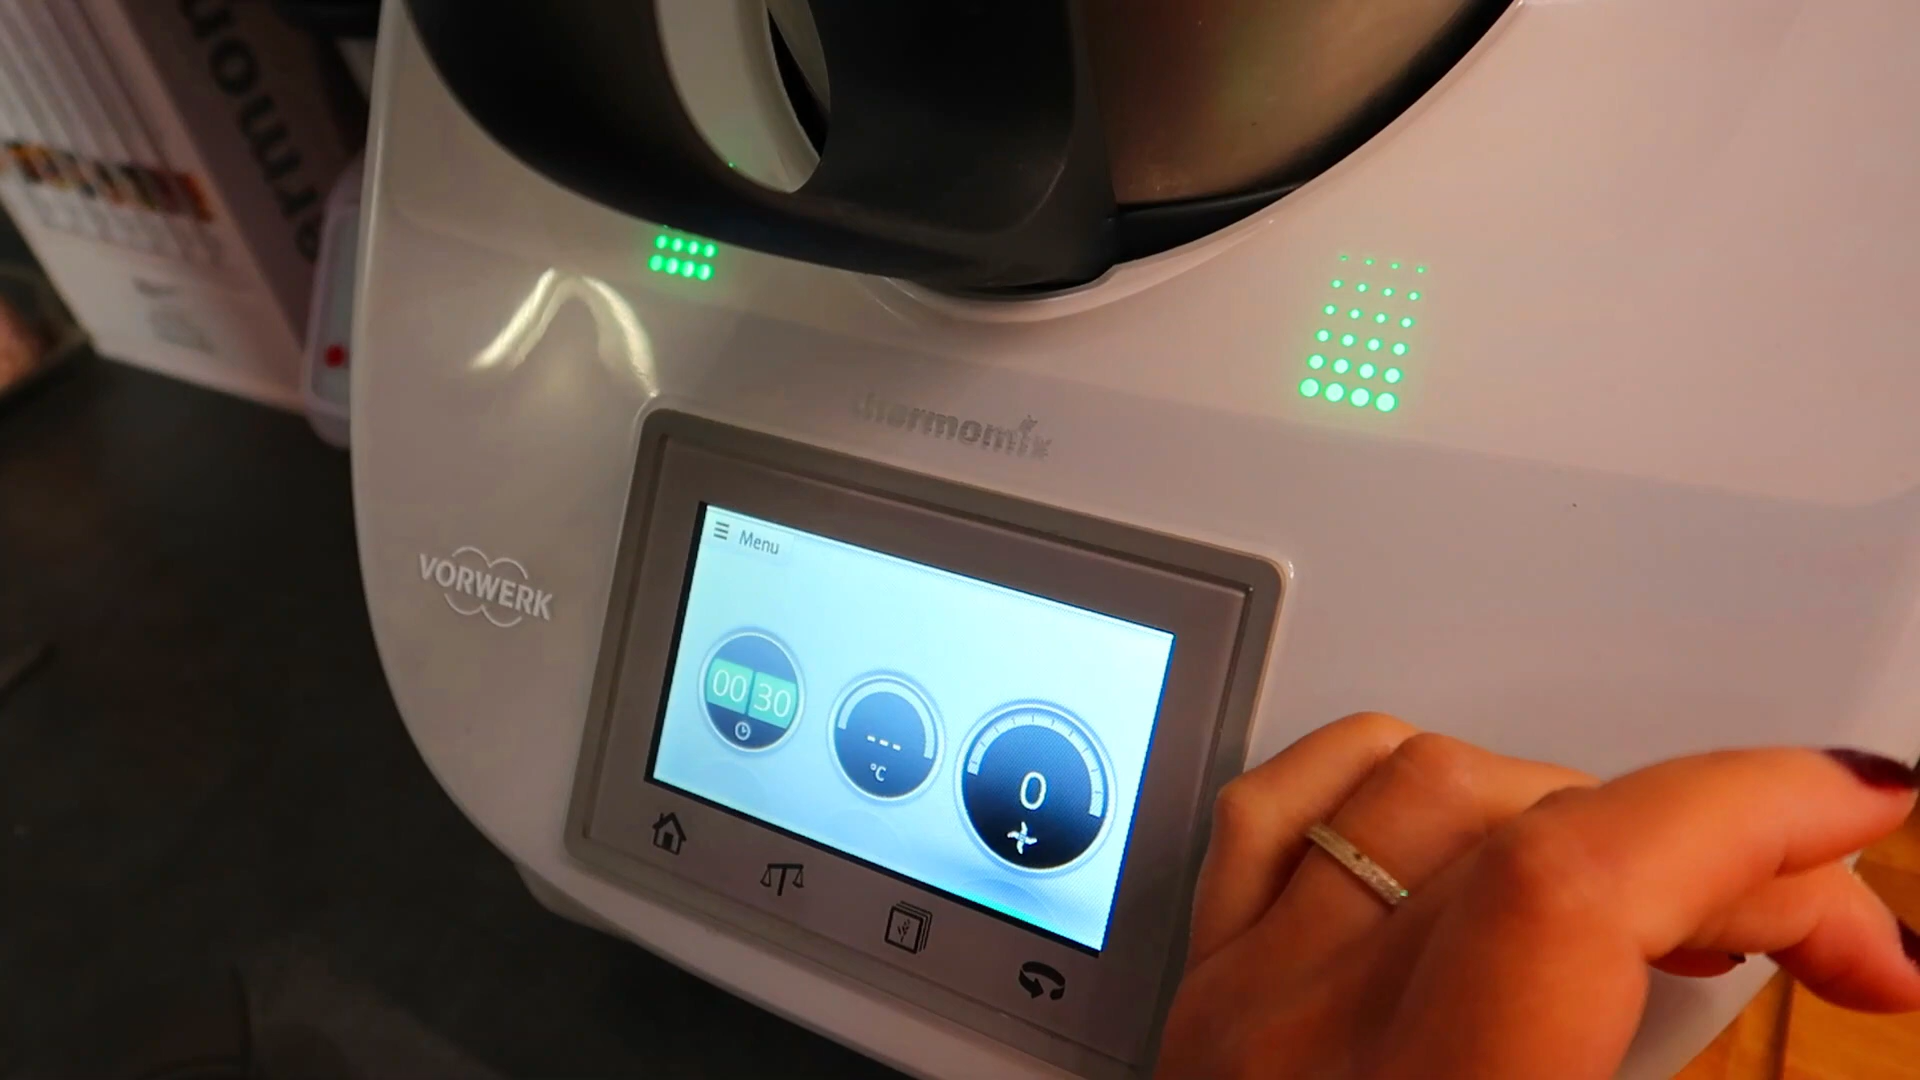 thermomix
VORWERK
Menu
00 30
---
°C
0